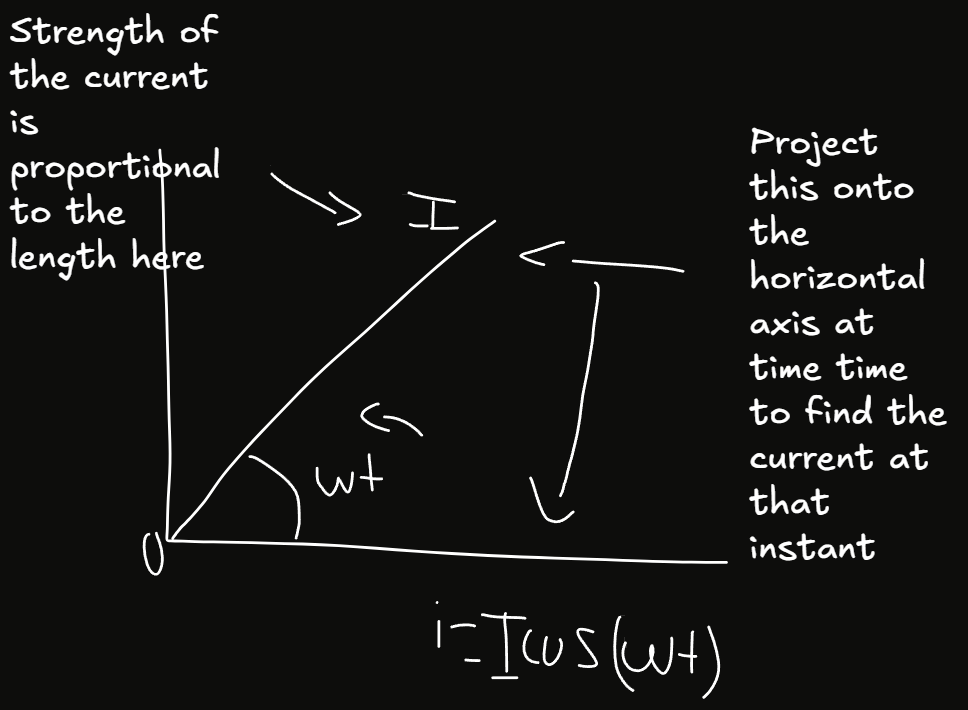 Strength of
the current
is
proportional
to the
length here
I
Project
this onto
the
horizontal
axis at
time time
to find the
current at
that
instant
ωt
0
i=Icos(ωt)